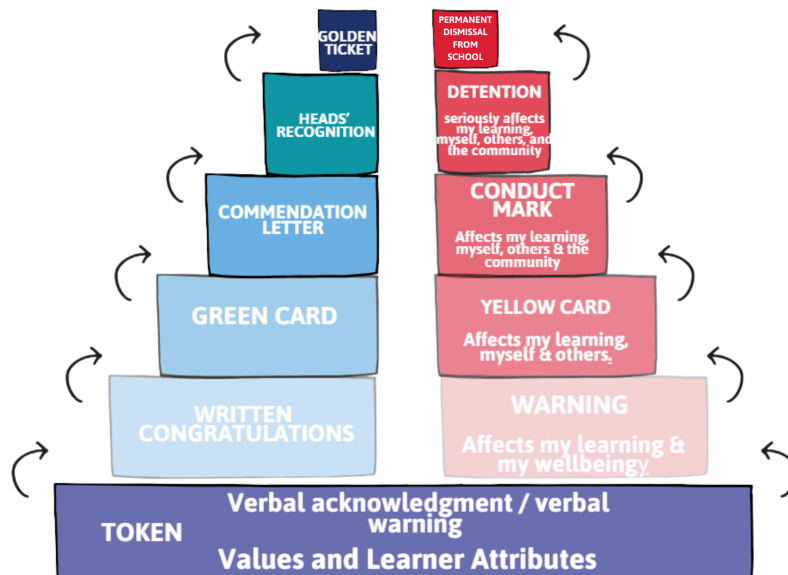 GOLDEN
TICKET
PERMANENT
DISMISSAL
FROM
SCHOOL
HEADS'
RECOGNITION
DETENTION
seriously affects
my learning,
myself, others, and
the community
COMMENDATION
LETTER
CONDUCT
MARK
Affects my learning,
myself, others & the
community
GREEN CARD
YELLOW CARD
Affects my learning,
myself & others.
WRITTEN
CONGRATULATIONS
WARNING
Affects my learning &
my wellbeingy.
TOKEN
Verbal acknowledgment / verbal
warning
Values and Learner Attributes